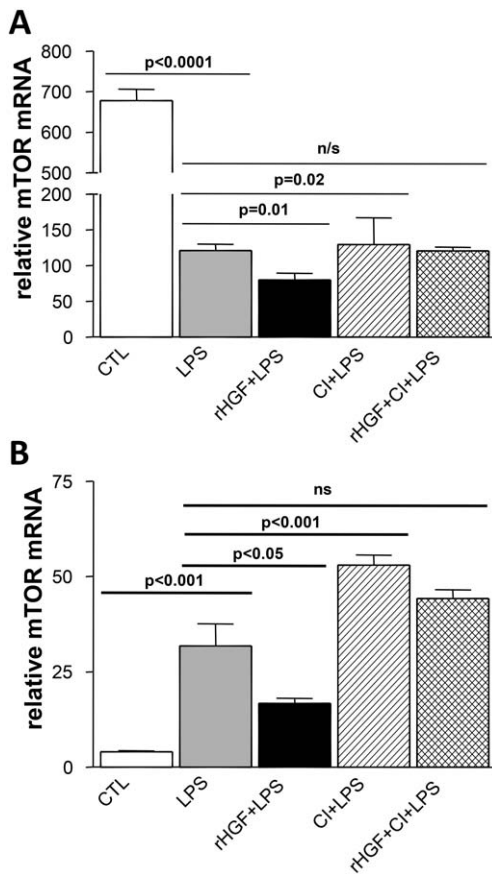 A
relative mTOR mRNA
800
700
600
500
200
150
100
50
0
p<0.0001
n/s
p=0.02
p=0.01
CTL
LPS
rHGF+LPS
CI+LPS
rHGF+CI+LPS
B
relative mTOR mRNA
75
50
25
0
ns
p<0.001
p<0.05
p<0.001
CTL
LPS
rHGF+LPS
CI+LPS
rHGF+CI+LPS